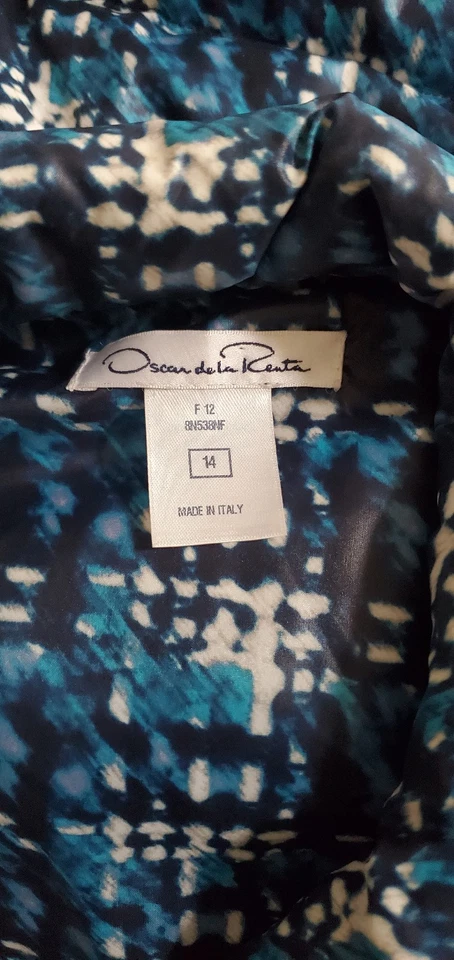 Oscar de la Renta
F 12
8N538NF
14
MADE IN ITALY